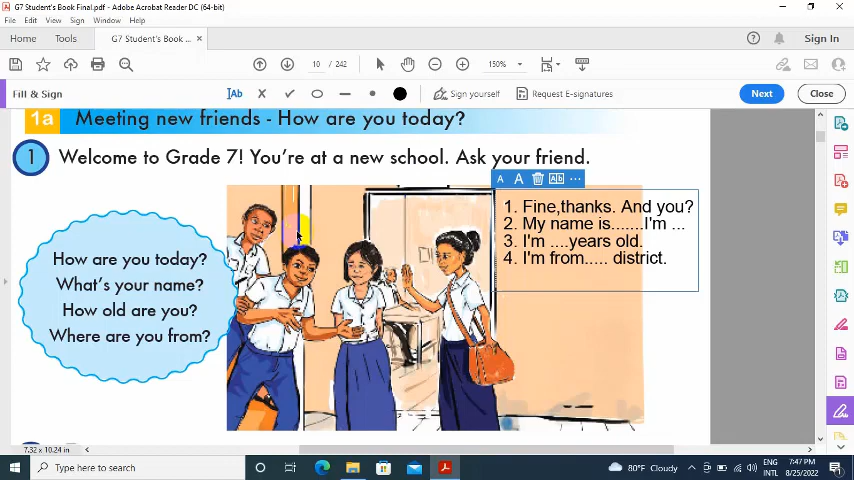 G7 Student's Book Final.pdf - Adobe Acrobat Reader DC (64-bit)
File Edit View Sign Window Help
Home Tools G7 Student's Book ... × Sign In
10 / 242 150%
Fill & Sign Ab Sign yourself Request E-signatures Next Close
1a Meeting new friends - How are you today?
1 Welcome to Grade 7! You're at a new school. Ask your friend.
A A Ab ...
How are you today?
What's your name?
How old are you?
Where are you from?
1. Fine,thanks. And you?
2. My name is.......I'm ...
3. I'm ....years old.
4. I'm from..... district.
7.32 x 10.24 in
Type here to search
80°F Cloudy
ENG
INTL
7:47 PM
8/25/2022